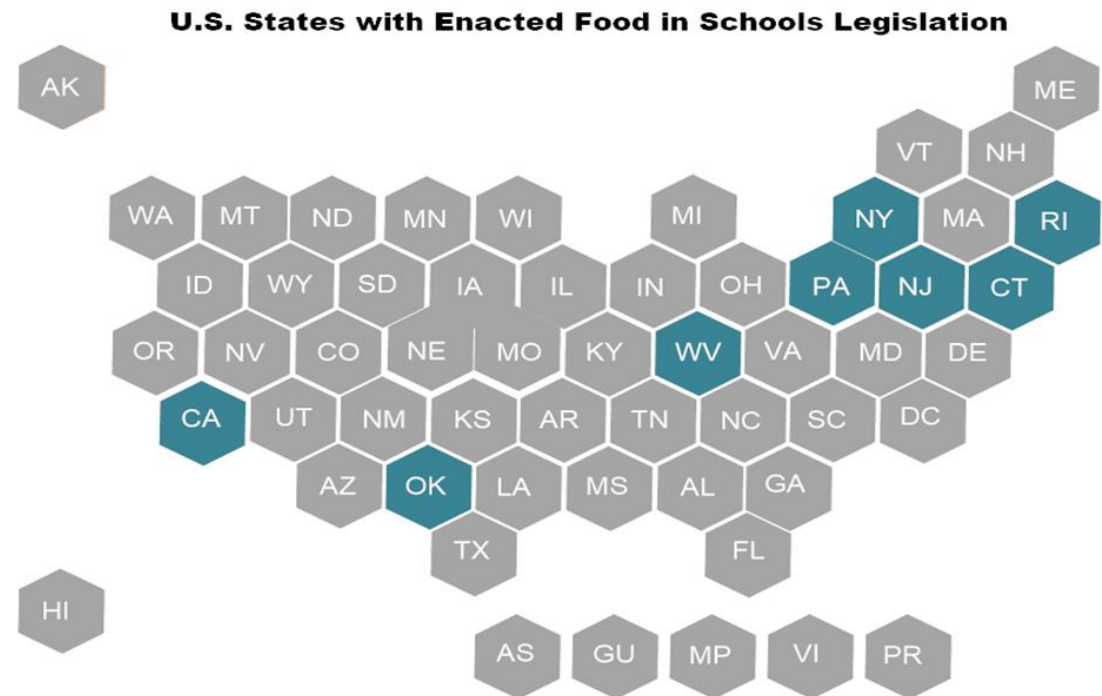 U.S. States with Enacted Food in Schools Legislation
AK
ME
VT NH
WA MT ND MN WI MI NY MA RI
ID WY SD IA IL IN OH PA NJ CT
OR NV CO NE MO KY WV VA MD DE
CA UT NM KS AR TN NC SC DC
AZ OK LA MS AL GA
TX FL
HI
AS GU MP VI PR